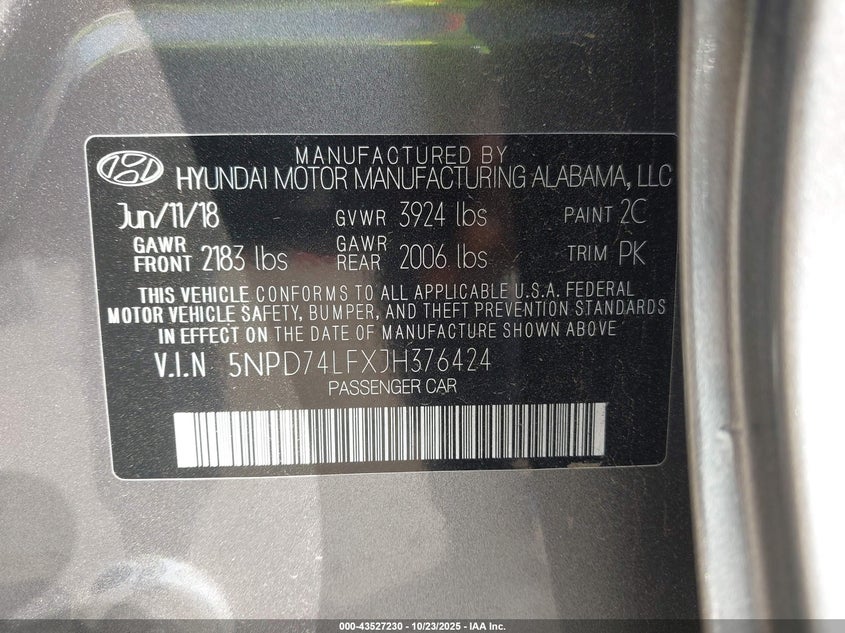 MANUFACTURED BY
HYUNDAI MOTOR MANUFACTURING ALABAMA, LLC
Jun/11/18 GVWR 3924 lbs PAINT 2C
GAWR FRONT 2183 lbs GAWR REAR 2006 lbs TRIM PK
THIS VEHICLE CONFORMS TO ALL APPLICABLE U.S.A. FEDERAL
MOTOR VEHICLE SAFETY, BUMPER, AND THEFT PREVENTION STANDARDS
IN EFFECT ON THE DATE OF MANUFACTURE SHOWN ABOVE.
V.I.N 5NPD74LFXJH376424
PASSENGER CAR
000-43527230 - 10/23/2025 - IAA Inc.